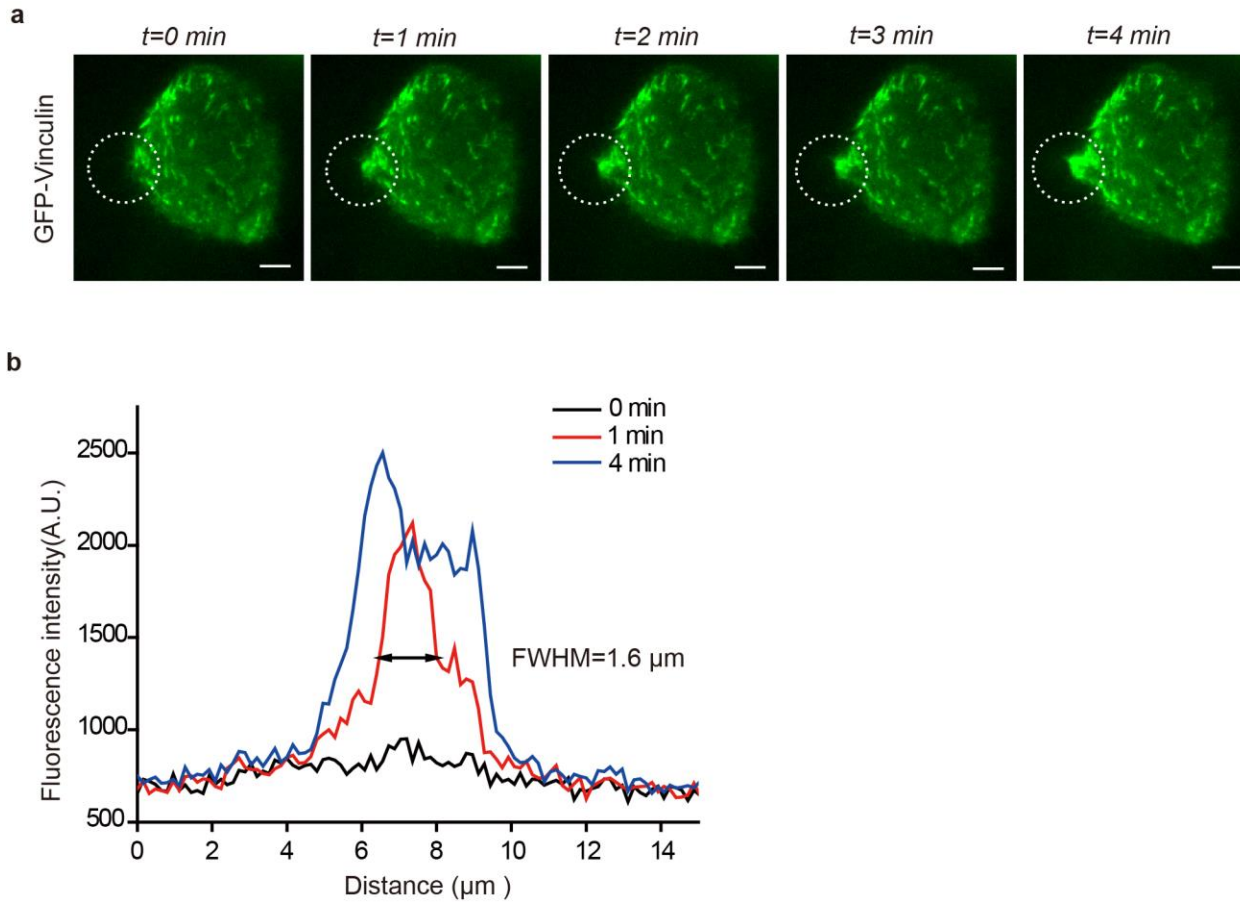 a
t=0 min
t=1 min
t=2 min
t=3 min
t=4 min
GFP-Vinculin
b
0 min
1 min
4 min
2500
2000
1500
1000
500
Fluorescence intensity(A.U.)
FWHM=1.6 μm
0 2 4 6 8 10 12 14
Distance (μm )